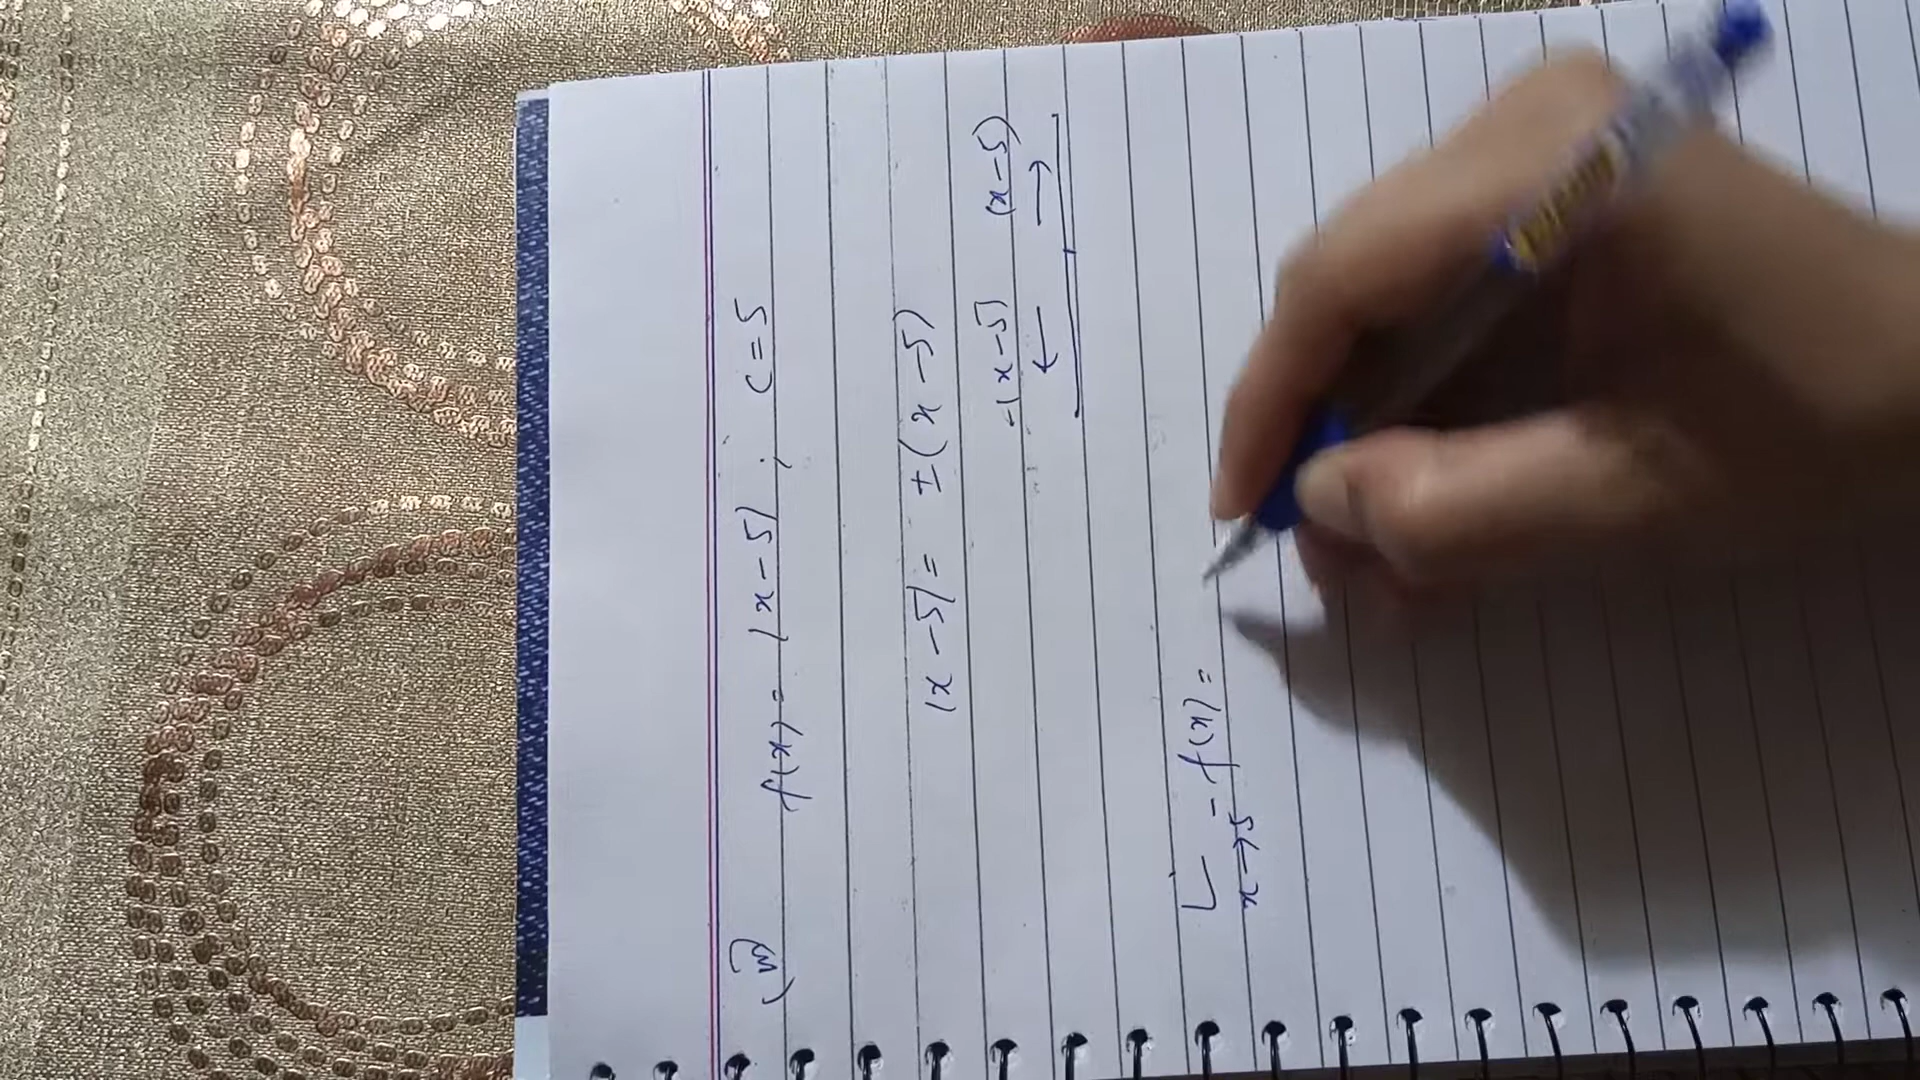 (iii) f(x) = |x-5| ; c=5
|x-5| = ±(x-5)
-(x-5) (x-5)
← →
L - f(x) =
x→5